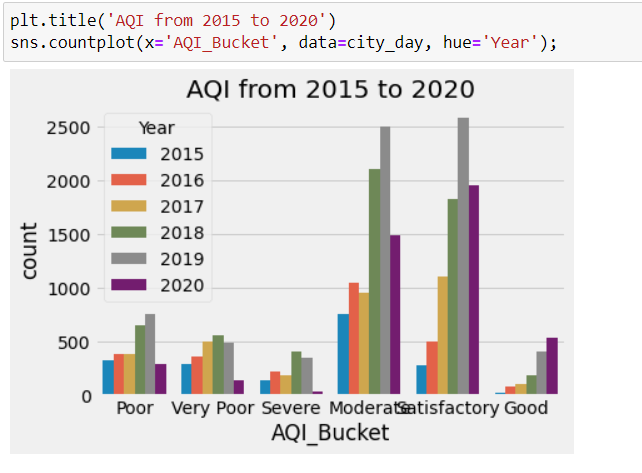 plt.title('AQI from 2015 to 2020')
sns.countplot(x='AQI_Bucket', data=city_day, hue='Year');
AQI from 2015 to 2020
Year
2015
2016
2017
2018
2019
2020
count
2500
2000
1500
1000
500
0
Poor Very Poor Severe Moderate Satisfactory Good
AQI_Bucket